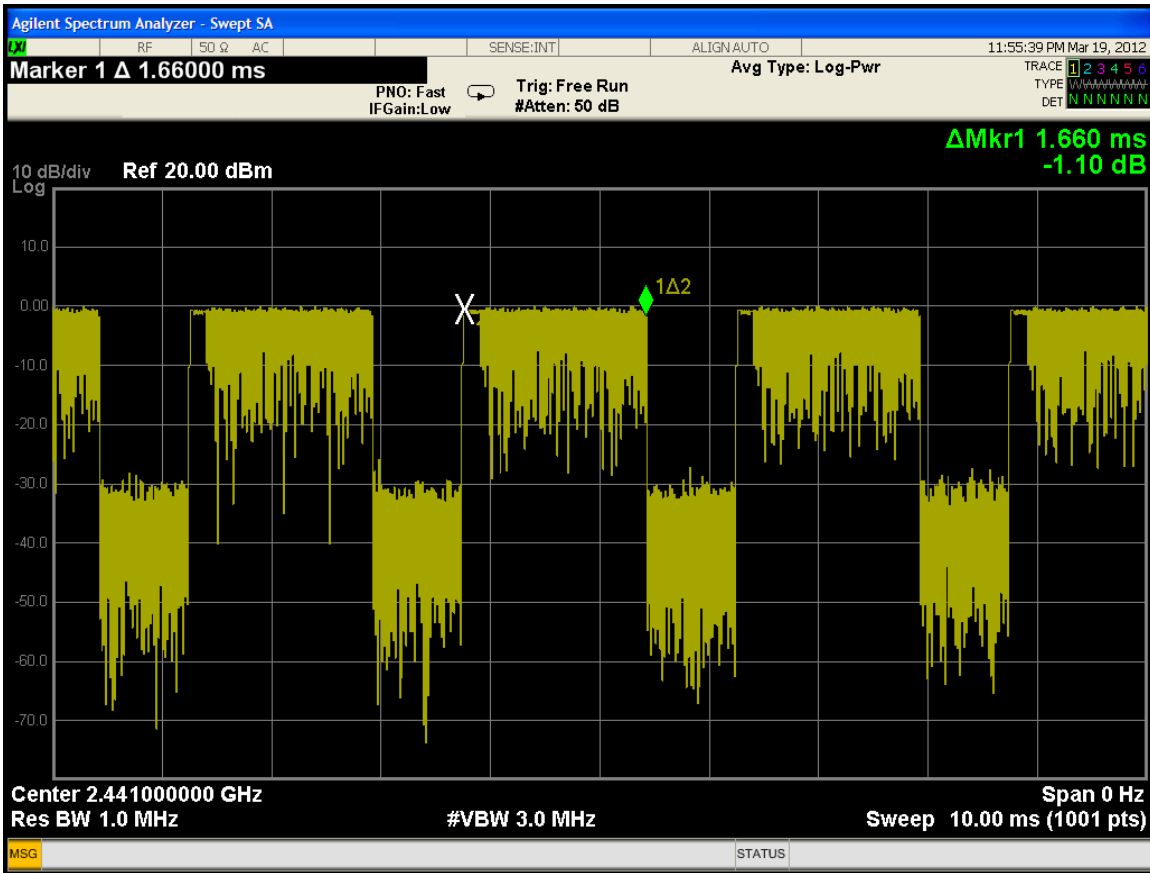 Agilent Spectrum Analyzer - Swept SA
LXI RF 50 Ω AC SENSE:INT ALIGN AUTO 11:55:39 PM Mar 19, 2012
Marker 1 Δ 1.66000 ms
PNO: Fast
IFGain:Low
Trig: Free Run
#Atten: 50 dB
Avg Type: Log-Pwr
TRACE 1 2 3 4 5 6
TYPE
DET N N N N N N
ΔMkr1 1.660 ms
-1.10 dB
10 dB/div Ref 20.00 dBm
Log
10.0
1Δ2
0.00
-10.0
-20.0
-30.0
-40.0
-50.0
-60.0
-70.0
Center 2.441000000 GHz Span 0 Hz
Res BW 1.0 MHz #VBW 3.0 MHz Sweep 10.00 ms (1001 pts)
MSG STATUS